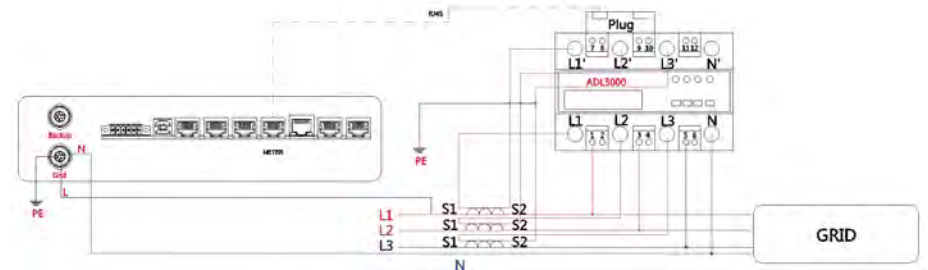 RJ45
Plug
7 8
9 10
11 12
L1' L2' L3' N'
ADL3000
L1 L2 L3 N
1 2
3 4
5 6
Backup
N
METER
Grid
L
PE
PE
L1 S1 S2
L2 S1 S2
L3 S1 S2
N
GRID